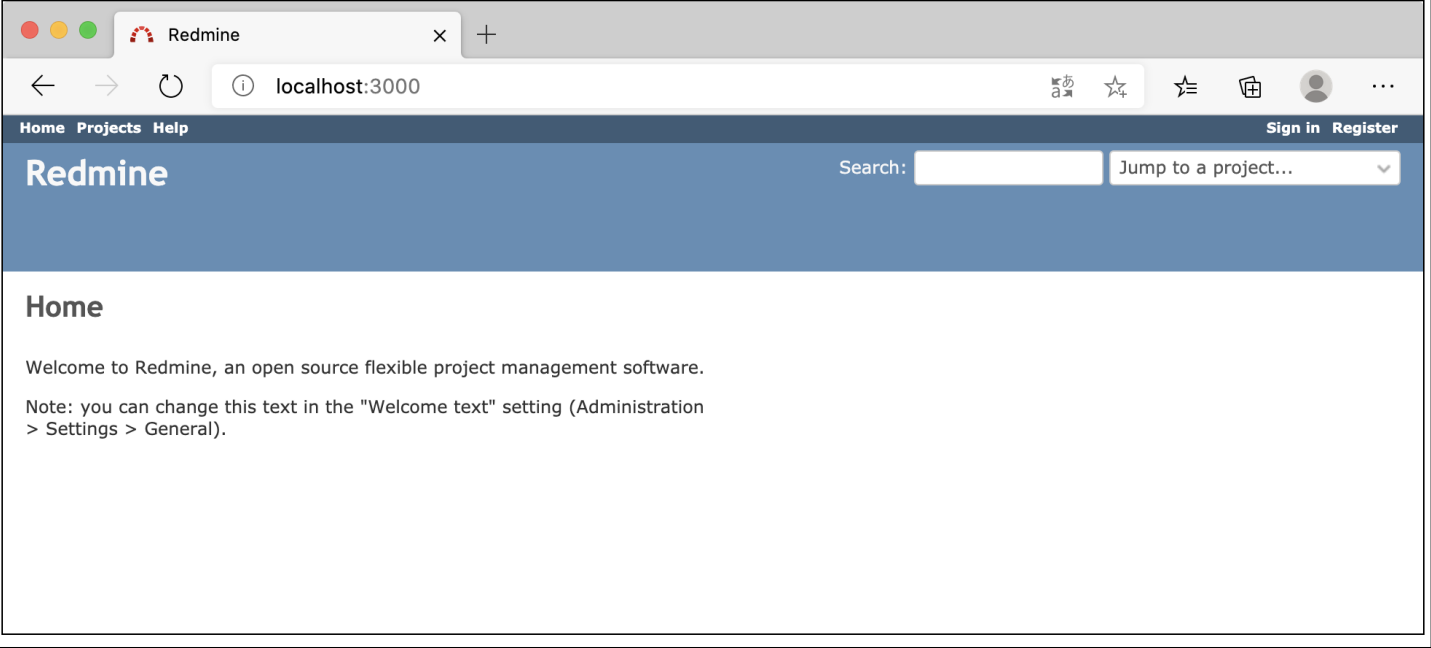 Redmine
localhost:3000
Home Projects Help Sign in Register
Redmine Search: Jump to a project...
Home
Welcome to Redmine, an open source flexible project management software.
Note: you can change this text in the "Welcome text" setting (Administration
> Settings > General).